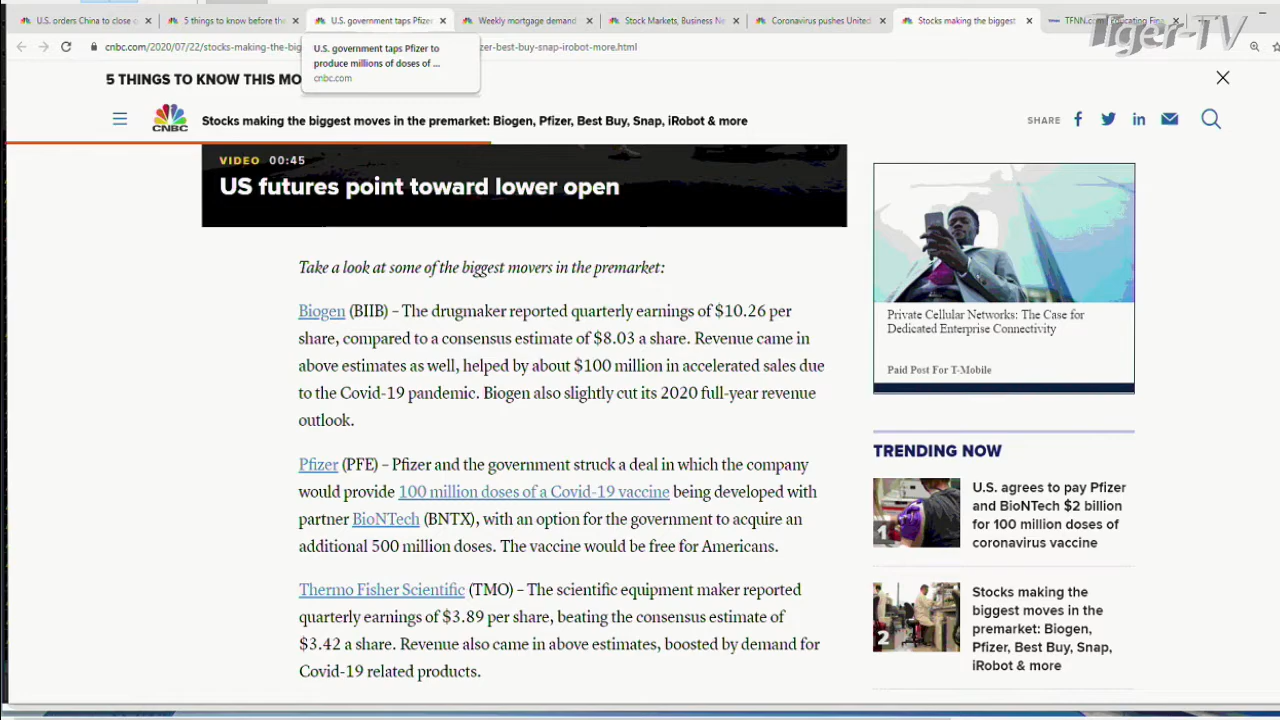 U.S. orders China to close
5 things to know before the
U.S. government taps Pfizer
Weekly mortgage demand
Stock Markets, Business Ne
Coronavirus pushes United
Stocks making the biggest
TFNN.com
Tiger-TV
cnbc.com/2020/07/22/stocks-making-the-big
zer-best-buy-snap-irobot-more.html
U.S. government taps Pfizer to
produce millions of doses of ...
cnbc.com
5 THINGS TO KNOW THIS MO
CNBC
Stocks making the biggest moves in the premarket: Biogen, Pfizer, Best Buy, Snap, iRobot & more
SHARE
VIDEO 00:45
US futures point toward lower open
Take a look at some of the biggest movers in the premarket:
Biogen (BIIB) – The drugmaker reported quarterly earnings of $10.26 per
share, compared to a consensus estimate of $8.03 a share. Revenue came in
above estimates as well, helped by about $100 million in accelerated sales due
to the Covid-19 pandemic. Biogen also slightly cut its 2020 full-year revenue
outlook.
Pfizer (PFE) – Pfizer and the government struck a deal in which the company
would provide 100 million doses of a Covid-19 vaccine being developed with
partner BioNTech (BNTX), with an option for the government to acquire an
additional 500 million doses. The vaccine would be free for Americans.
Thermo Fisher Scientific (TMO) – The scientific equipment maker reported
quarterly earnings of $3.89 per share, beating the consensus estimate of
$3.42 a share. Revenue also came in above estimates, boosted by demand for
Covid-19 related products.
Private Cellular Networks: The Case for
Dedicated Enterprise Connectivity
Paid Post For T-Mobile
TRENDING NOW
1
U.S. agrees to pay Pfizer
and BioNTech $2 billion
for 100 million doses of
coronavirus vaccine
2
Stocks making the
biggest moves in the
premarket: Biogen,
Pfizer, Best Buy, Snap,
iRobot & more